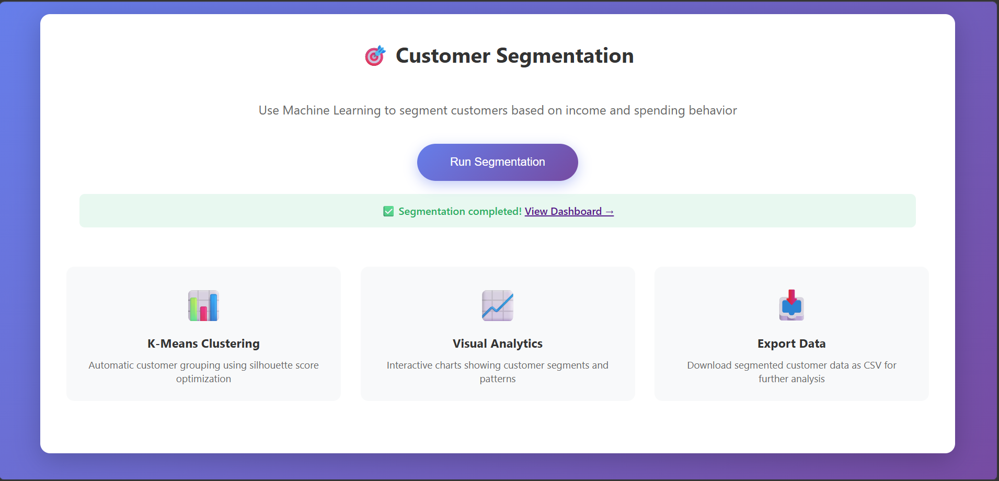 Customer Segmentation
Use Machine Learning to segment customers based on income and spending behavior
Run Segmentation
Segmentation completed! View Dashboard →
K-Means Clustering
Automatic customer grouping using silhouette score
optimization
Visual Analytics
Interactive charts showing customer segments and
patterns
Export Data
Download segmented customer data as CSV for
further analysis